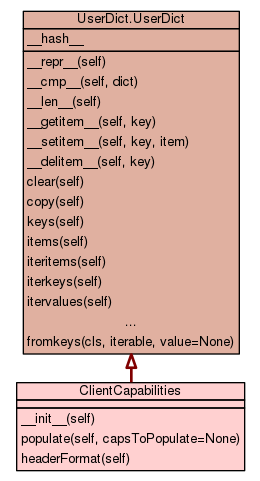 UserDict.UserDict
__hash__
__repr__(self)
__cmp__(self, dict)
__len__(self)
__getitem__(self, key)
__setitem__(self, key, item)
__delitem__(self, key)
clear(self)
copy(self)
keys(self)
items(self)
iteritems(self)
iterkeys(self)
itervalues(self)
...
fromkeys(cls, iterable, value=None)
ClientCapabilities
__init__(self)
populate(self, capsToPopulate=None)
headerFormat(self)